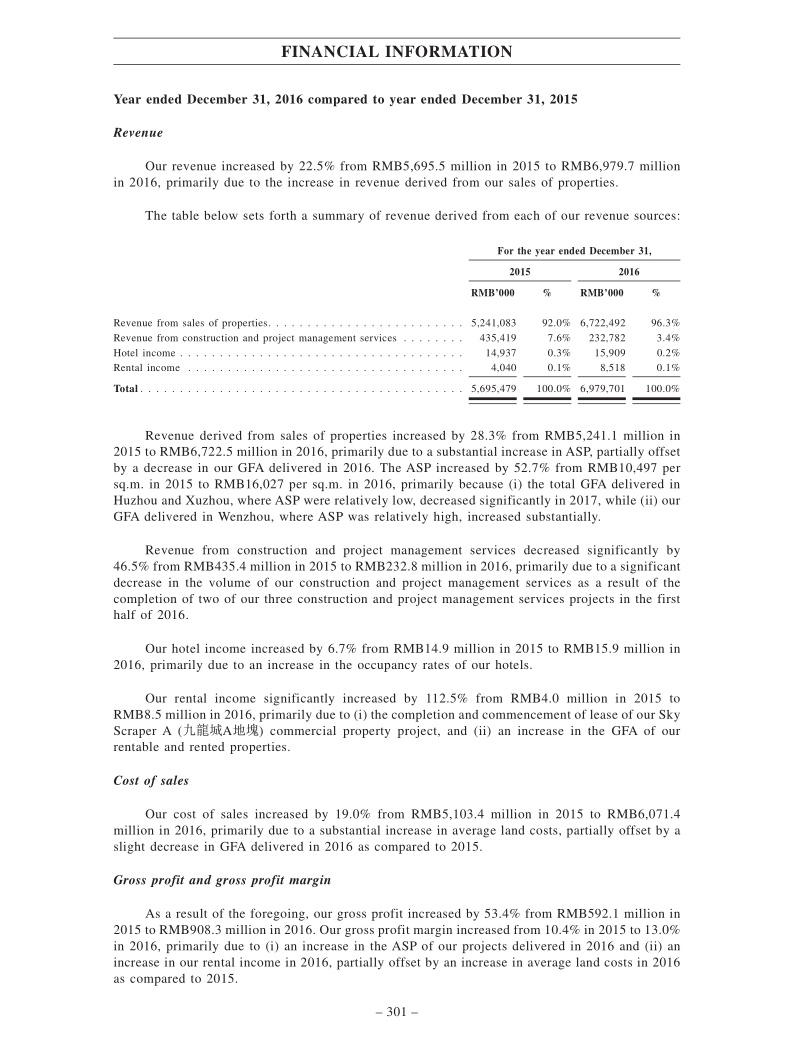 FINANCIAL INFORMATION
Year ended December 31, 2016 compared to year ended December 31, 2015
Revenue
Our revenue increased by 22.5% from RMB5,695.5 million in 2015 to RMB6,979.7 million
in 2016, primarily due to the increase in revenue derived from our sales of properties.
The table below sets forth a summary of revenue derived from each of our revenue sources:
For the year ended December 31,
2015 2016
RMB’000 % RMB’000 %
Revenue from sales of properties. . . . . . . . . . . . . . . . . . . . . . . . . 5,241,083 92.0% 6,722,492 96.3%
Revenue from construction and project management services . . . . . . . . 435,419 7.6% 232,782 3.4%
Hotel income . . . . . . . . . . . . . . . . . . . . . . . . . . . . . . . . . . . . 14,937 0.3% 15,909 0.2%
Rental income . . . . . . . . . . . . . . . . . . . . . . . . . . . . . . . . . . . 4,040 0.1% 8,518 0.1%
Total . . . . . . . . . . . . . . . . . . . . . . . . . . . . . . . . . . . . . . . . . 5,695,479 100.0% 6,979,701 100.0%
Revenue derived from sales of properties increased by 28.3% from RMB5,241.1 million in
2015 to RMB6,722.5 million in 2016, primarily due to a substantial increase in ASP, partially offset
by a decrease in our GFA delivered in 2016. The ASP increased by 52.7% from RMB10,497 per
sq.m. in 2015 to RMB16,027 per sq.m. in 2016, primarily because (i) the total GFA delivered in
Huzhou and Xuzhou, where ASP were relatively low, decreased significantly in 2017, while (ii) our
GFA delivered in Wenzhou, where ASP was relatively high, increased substantially.
Revenue from construction and project management services decreased significantly by
46.5% from RMB435.4 million in 2015 to RMB232.8 million in 2016, primarily due to a significant
decrease in the volume of our construction and project management services as a result of the
completion of two of our three construction and project management services projects in the first
half of 2016.
Our hotel income increased by 6.7% from RMB14.9 million in 2015 to RMB15.9 million in
2016, primarily due to an increase in the occupancy rates of our hotels.
Our rental income significantly increased by 112.5% from RMB4.0 million in 2015 to
RMB8.5 million in 2016, primarily due to (i) the completion and commencement of lease of our Sky
Scraper A (九龍城A地塊) commercial property project, and (ii) an increase in the GFA of our
rentable and rented properties.
Cost of sales
Our cost of sales increased by 19.0% from RMB5,103.4 million in 2015 to RMB6,071.4
million in 2016, primarily due to a substantial increase in average land costs, partially offset by a
slight decrease in GFA delivered in 2016 as compared to 2015.
Gross profit and gross profit margin
As a result of the foregoing, our gross profit increased by 53.4% from RMB592.1 million in
2015 to RMB908.3 million in 2016. Our gross profit margin increased from 10.4% in 2015 to 13.0%
in 2016, primarily due to (i) an increase in the ASP of our projects delivered in 2016 and (ii) an
increase in our rental income in 2016, partially offset by an increase in average land costs in 2016
as compared to 2015.
– 301 –